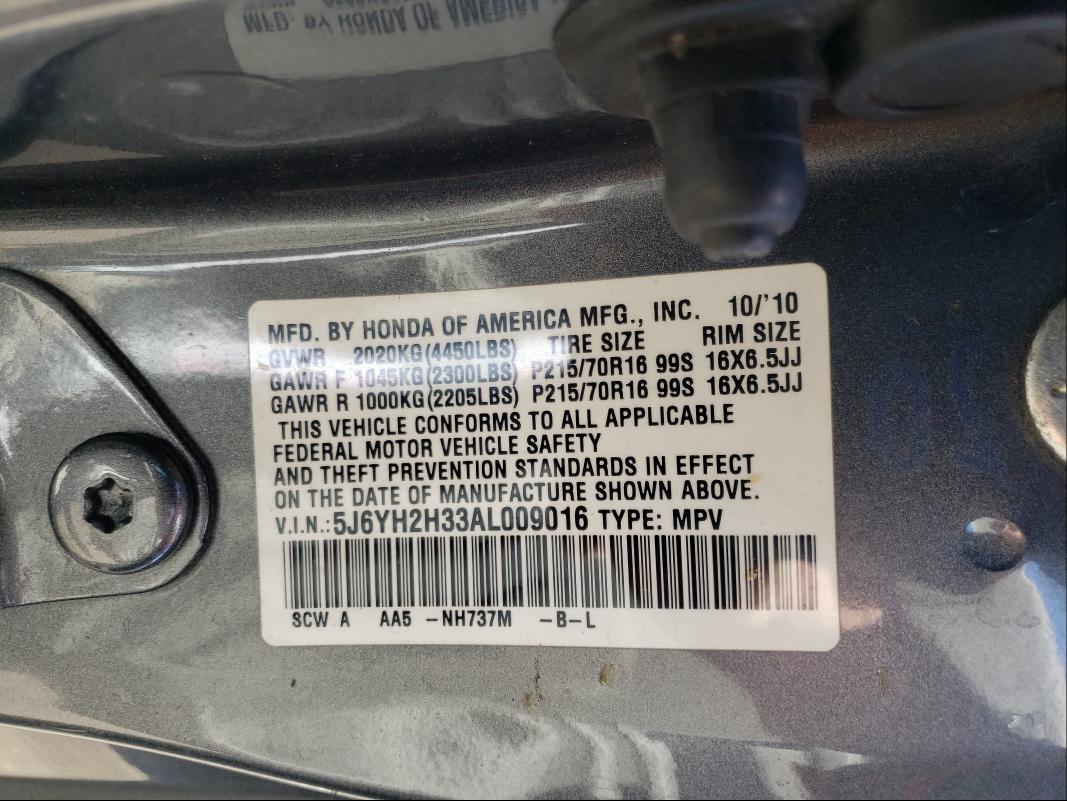 MFD. BY HONDA OF AMERICA MFG., INC. 10/'10
GVWR 2020KG(4450LBS) TIRE SIZE RIM SIZE
GAWR F 1045KG(2300LBS) P215/70R16 99S 16X6.5JJ
GAWR R 1000KG(2205LBS) P215/70R16 99S 16X6.5JJ
THIS VEHICLE CONFORMS TO ALL APPLICABLE
FEDERAL MOTOR VEHICLE SAFETY
AND THEFT PREVENTION STANDARDS IN EFFECT
ON THE DATE OF MANUFACTURE SHOWN ABOVE.
V.I.N.:5J6YH2H33AL009016 TYPE: MPV
SCW A AA5 -NH737M -B-L